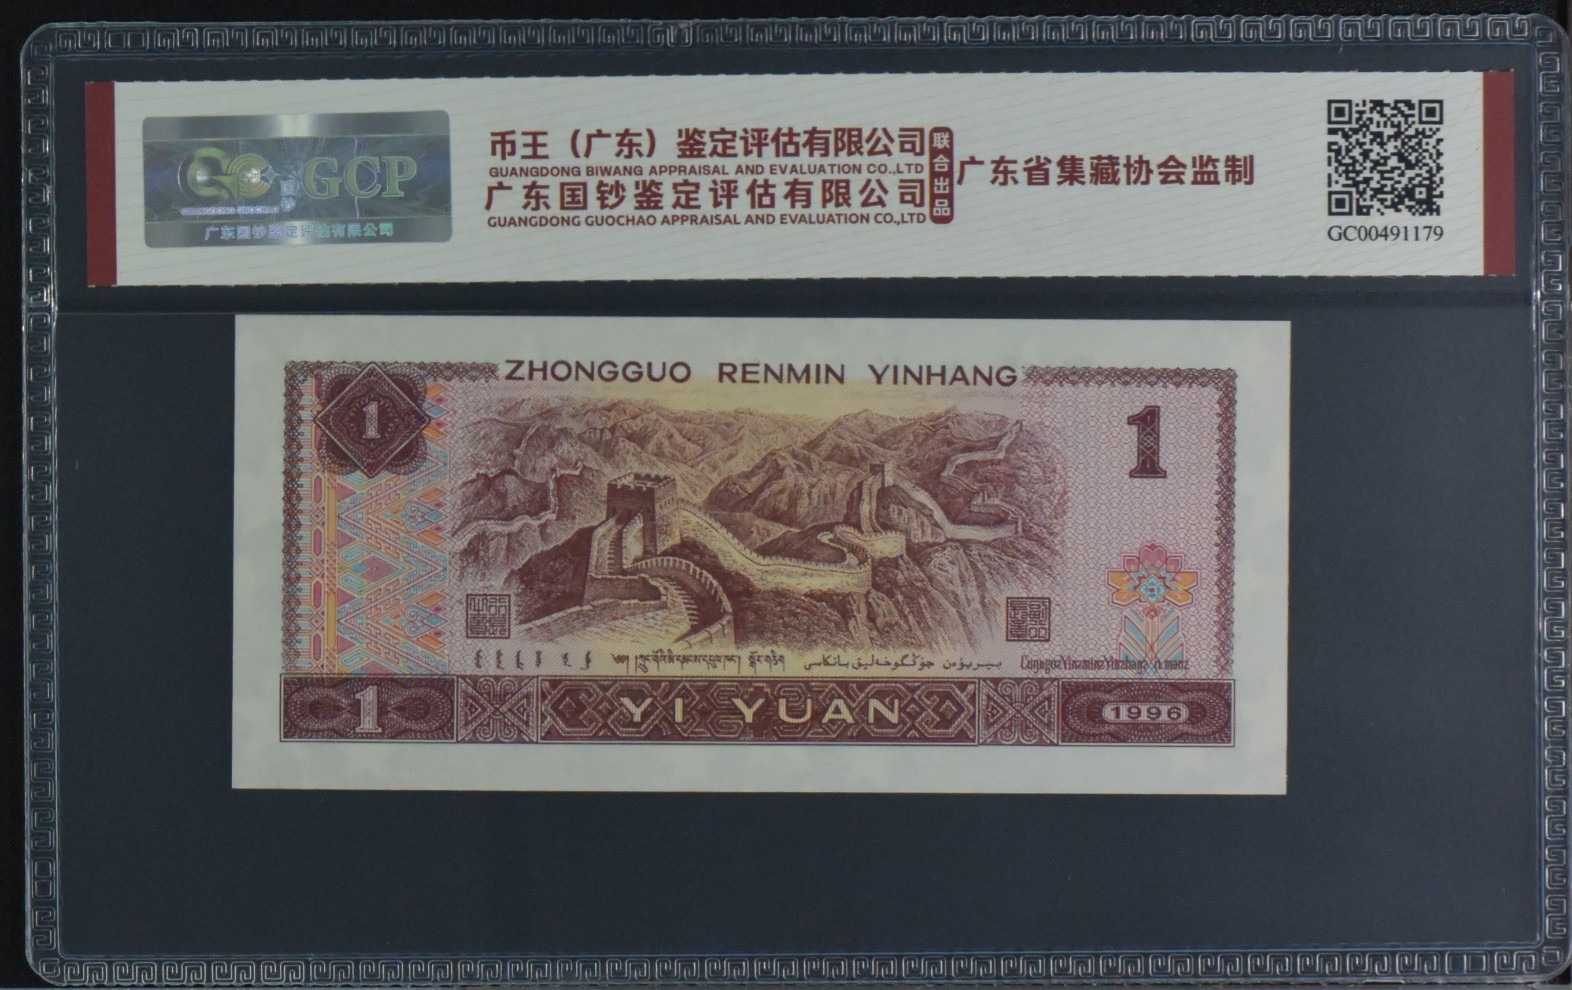 币王（广东）鉴定评估有限公司
GUANGDONG BIWANG APPRAISAL AND EVALUATION CO.,LTD
广东国钞鉴定评估有限公司
GUANGDONG GUOCHAO APPRAISAL AND EVALUATION CO.,LTD
联合出品
广东省集藏协会监制
GCP
国钞
广东国钞鉴定评估有限公司
GC00491179
ZHONGGUO RENMIN YINHANG
1
1
1
YI YUAN
1996